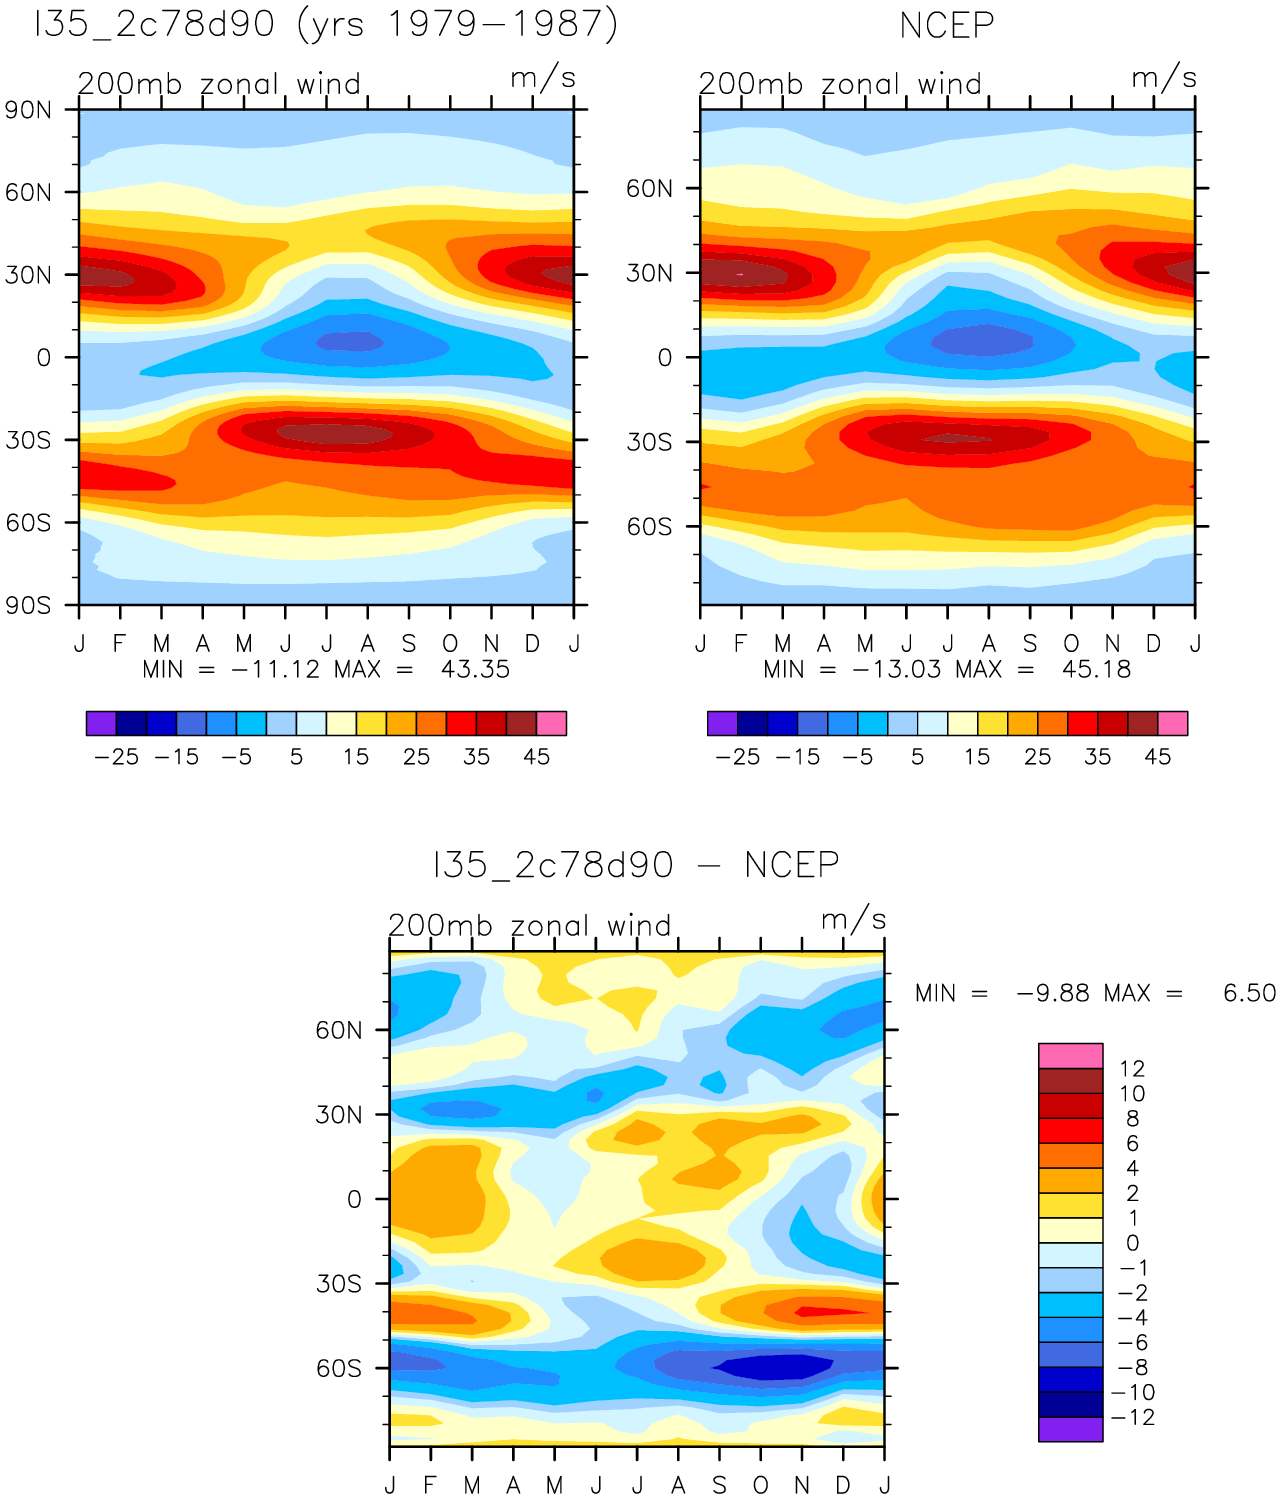 I35_2c78d90 (yrs 1979-1987)
200mb zonal wind m/s
90N
60N
30N
0
30S
60S
90S
J F M A M J J A S O N D J
MIN = -11.12 MAX = 43.35
-25 -15 -5 5 15 25 35 45
NCEP
200mb zonal wind m/s
60N
30N
0
30S
60S
J F M A M J J A S O N D J
MIN = -13.03 MAX = 45.18
-25 -15 -5 5 15 25 35 45
I35_2c78d90 - NCEP
200mb zonal wind m/s
60N
30N
0
30S
60S
J F M A M J J A S O N D J
MIN = -9.88 MAX = 6.50
12
10
8
6
4
2
1
0
-1
-2
-4
-6
-8
-10
-12